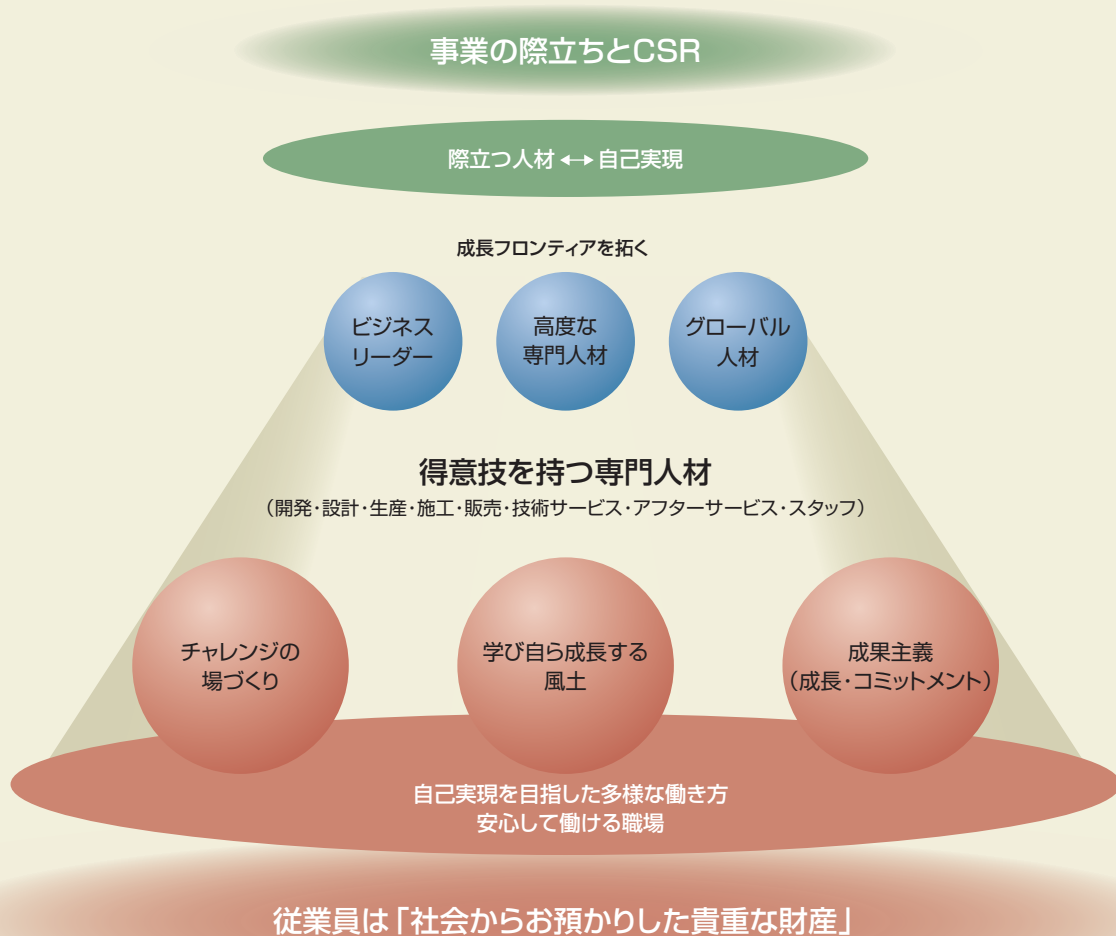 事業の際立ちとCSR
際立つ人材⟷自己実現
成長フロンティアを拓く
ビジネス
リーダー
高度な
専門人材
グローバル
人材
得意技を持つ専門人材
（開発・設計・生産・施工・販売・技術サービス・アフターサービス・スタッフ）
チャレンジの
場づくり
学び自ら成長する
風土
成果主義
（成長・コミットメント）
自己実現を目指した多様な働き方
安心して働ける職場
従業員は「社会からお預かりした貴重な財産」